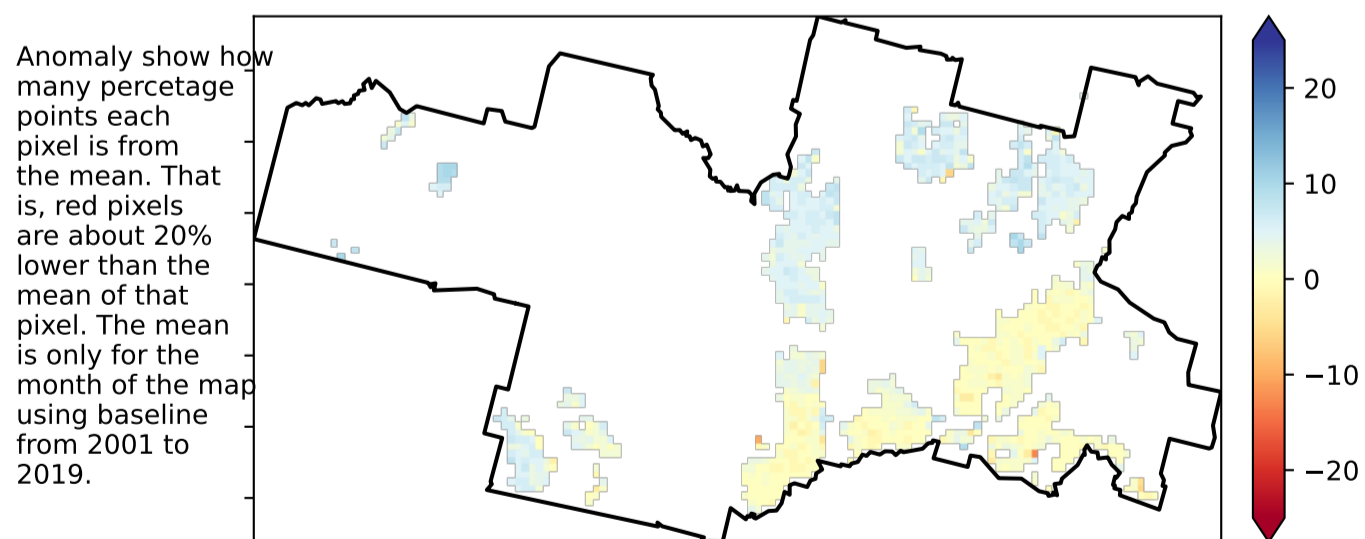 Anomaly show how
many percetage
points each
pixel is from
the mean. That
is, red pixels
are about 20%
lower than the
mean of that
pixel. The mean
is only for the
month of the map
using baseline
from 2001 to
2019.
20
10
0
−10
−20